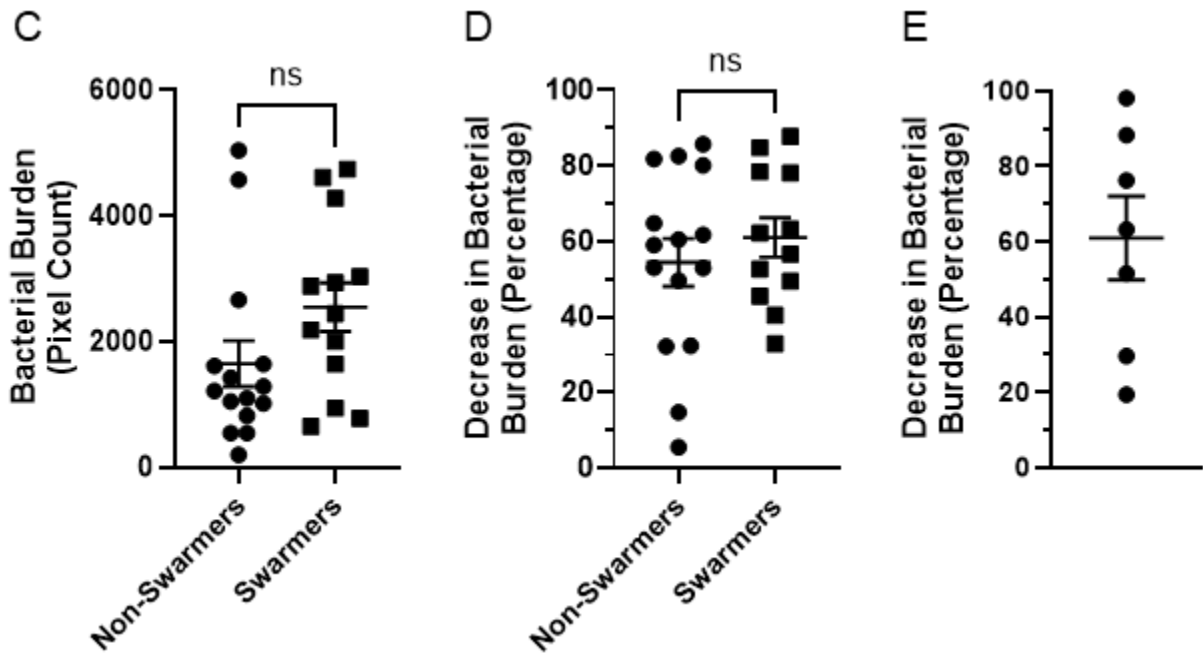 C
ns
6000
4000
2000
0
Bacterial Burden
(Pixel Count)
Non-Swarmers
Swarmers
D
ns
100
80
60
40
20
0
Decrease in Bacterial
Burden (Percentage)
Non-Swarmers
Swarmers
E
100
80
60
40
20
0
Decrease in Bacterial
Burden (Percentage)